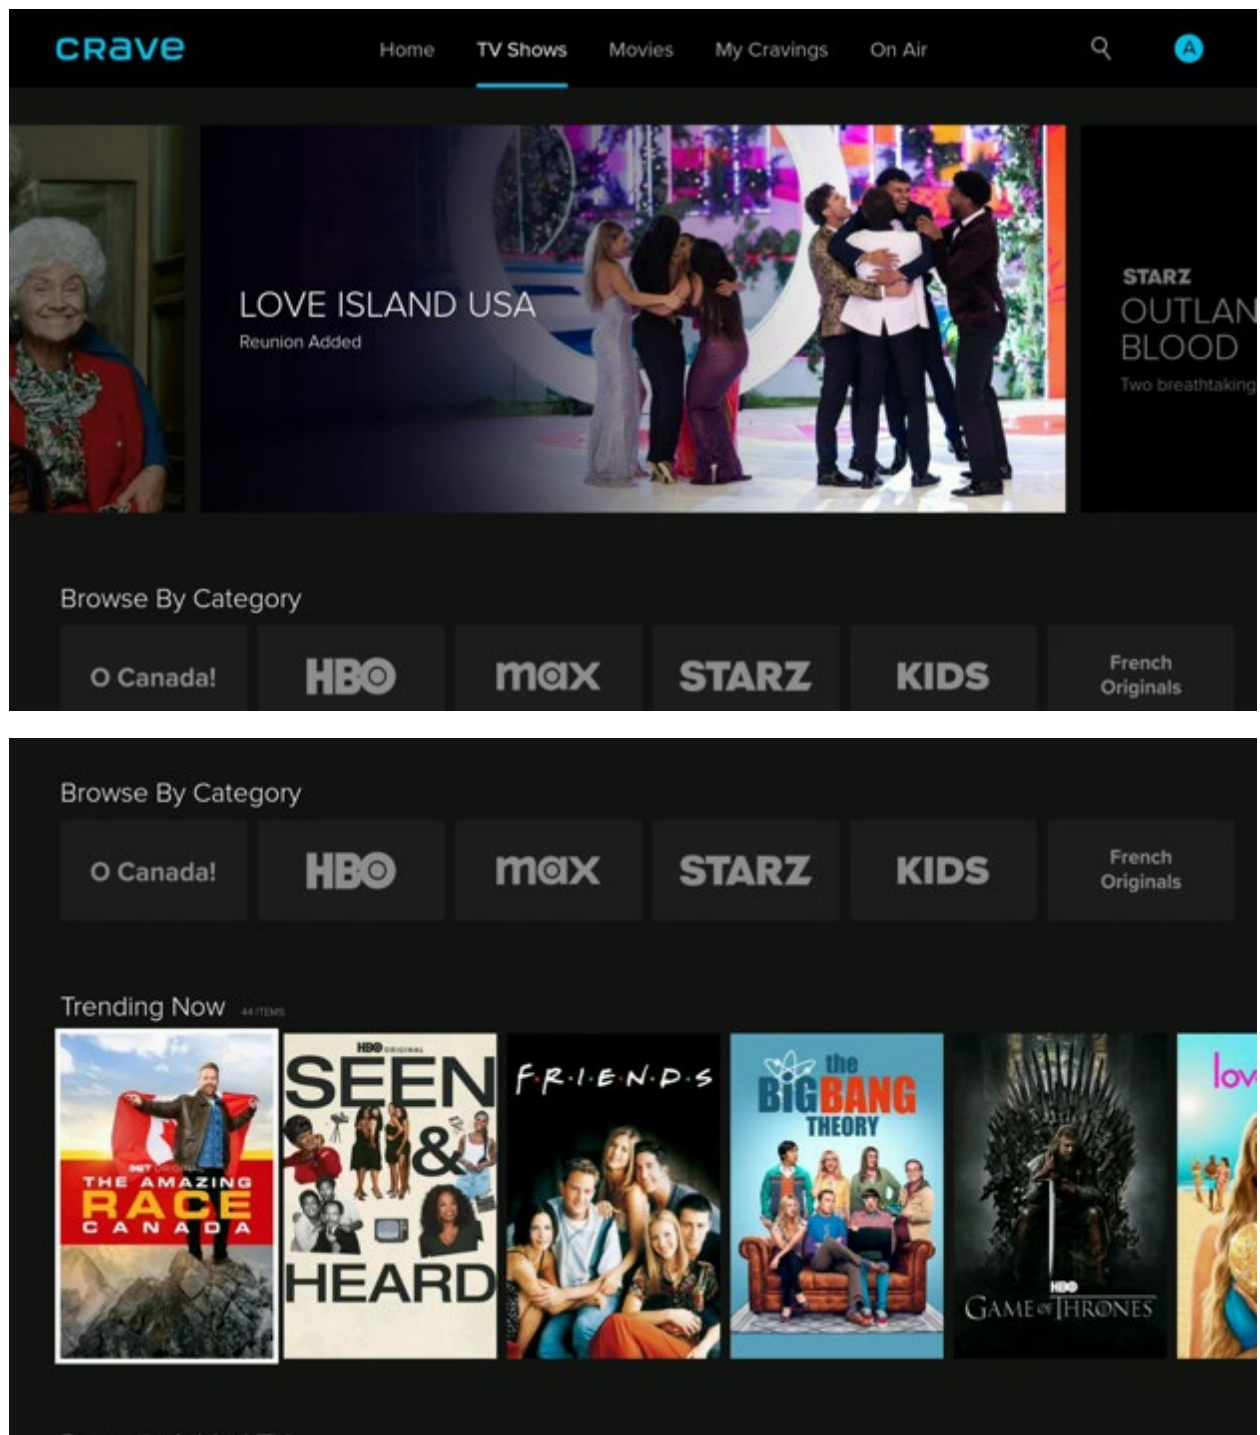 CRAVE
Home TV Shows Movies My Cravings On Air A
LOVE ISLAND USA
Reunion Added
STARZ
OUTLAN
BLOOD
Two breathtaking
Browse By Category
O Canada! HBO max STARZ KIDS French Originals
Browse By Category
O Canada! HBO max STARZ KIDS French Originals
Trending Now 44 ITEMS
THE AMAZING
RACE
CANADA
HBO ORIGINAL
SEEN
&
HEARD
F·R·I·E·N·D·S
the
BIG BANG
THEORY
HBO
GAME OF THRONES
lov